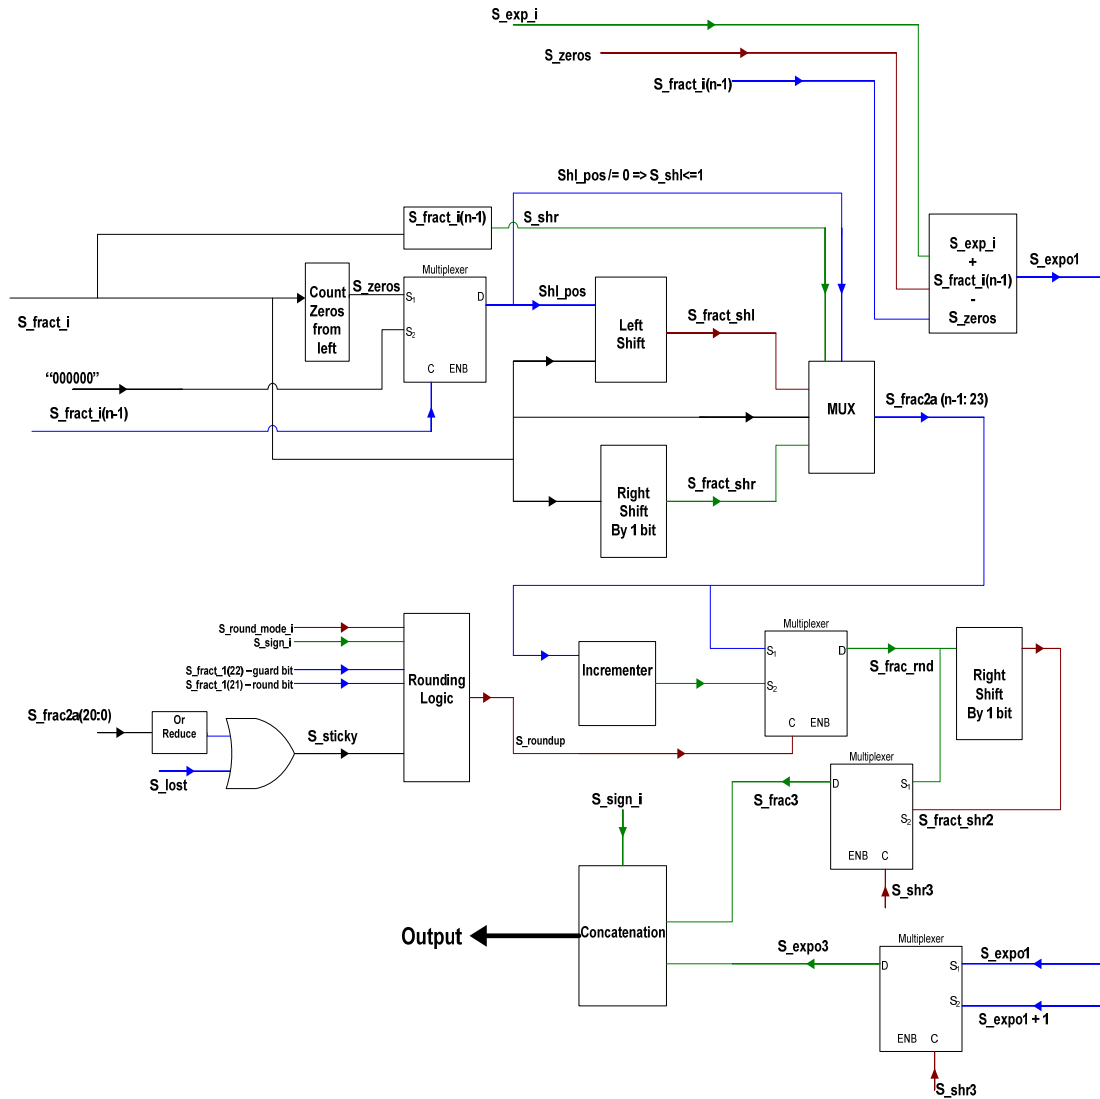 S_exp_i
S_zeros
S_fract_i(n-1)
Shl_pos/= 0 => S_shl<=1
S_fract_i(n-1)
S_shr
S_exp_i
+
S_fract_i(n-1)
-
S_zeros
S_expo1
Multiplexer
Count
Zeros
from
left
S_zeros
S1
S2
D
C ENB
Shl_pos
Left
Shift
S_fract_shl
S_fract_i
"000000"
S_fract_i(n-1)
MUX
S_frac2a (n-1: 23)
Right
Shift
By 1 bit
S_fract_shr
S_round_mode_i
S_sign_i
S_fract_1(22) –guard bit
S_fract_1(21) –round bit
Rounding
Logic
S_frac2a(20:0)
Or
Reduce
S_lost
S_sticky
S_roundup
Incrementer
Multiplexer
S1
S2
D
C ENB
S_frac_rnd
Right
Shift
By 1 bit
Multiplexer
D
S1
S2
ENB C
S_frac3
S_fract_shr2
S_shr3
S_sign_i
Concatenation
Output
S_expo3
Multiplexer
D
S1
S2
ENB C
S_expo1
S_expo1 + 1
S_shr3